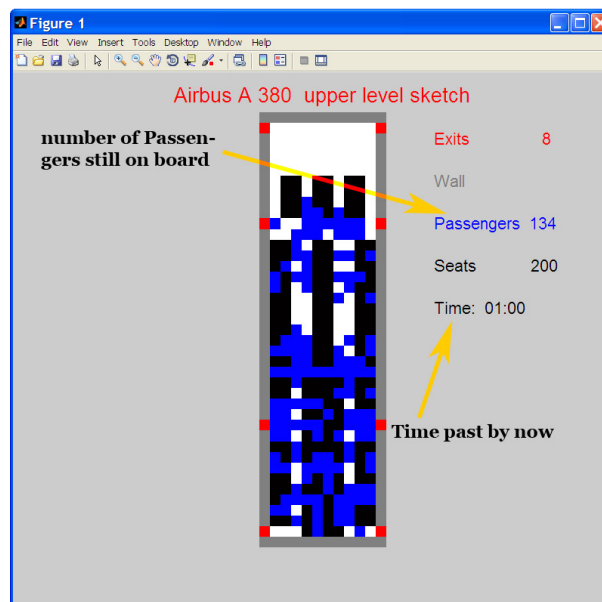 Figure 1
File Edit View Insert Tools Desktop Window Help
Airbus A 380 upper level sketch
number of Passen-
gers still on board
Exits 8
Wall
Passengers 134
Seats 200
Time: 01:00
Time past by now